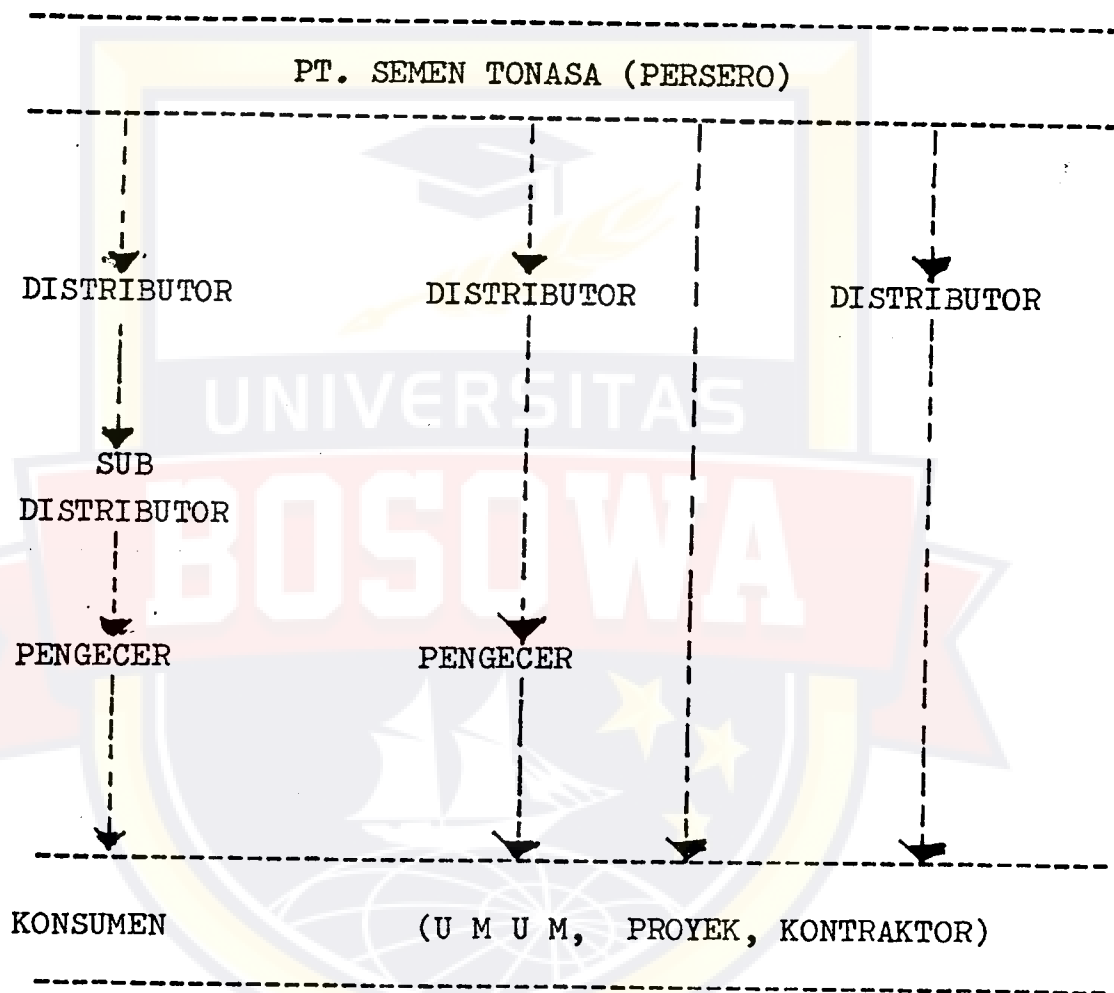 PT. SEMEN TONASA (PERSERO)
DISTRIBUTOR DISTRIBUTOR DISTRIBUTOR
SUB
DISTRIBUTOR
PENGECER PENGECER
KONSUMEN (U M U M, PROYEK, KONTRAKTOR)
UNIVERSITAS
BOSOWA